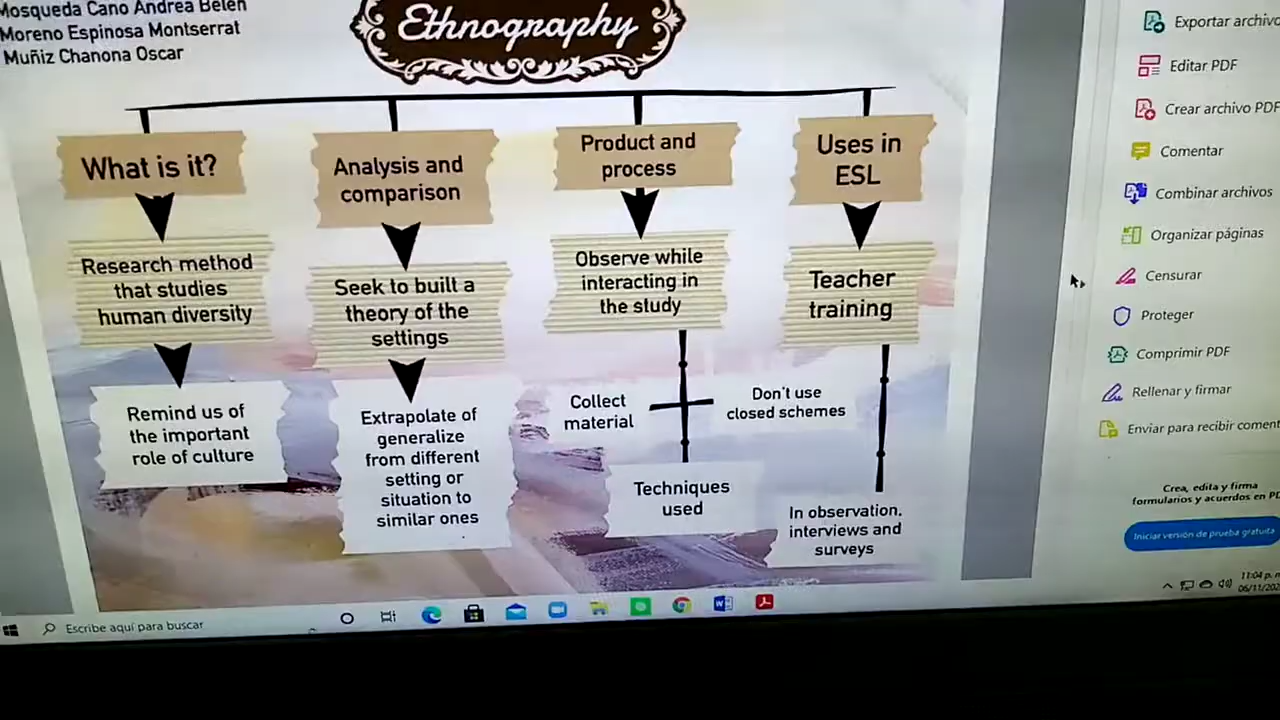 Mosqueda Cano Andrea Belen
Moreno Espinosa Montserrat
Muñiz Chanona Oscar
Ethnography
What is it?
Research method
that studies
human diversity
Remind us of
the important
role of culture
Analysis and
comparison
Seek to built a
theory of the
settings
Extrapolate of
generalize
from different
setting or
situation to
similar ones
Product and
process
Observe while
interacting in
the study
Collect
material
Don't use
closed schemes
Techniques
used
Uses in
ESL
Teacher
training
In observation,
interviews and
surveys
Exportar archivo
Editar PDF
Crear archivo PDF
Comentar
Combinar archivos
Organizar páginas
Censurar
Proteger
Comprimir PDF
Rellenar y firmar
Enviar para recibir coment
Crea, edita y firma
formularios y acuerdos en PD
Iniciar versión de prueba gratuita
Escribe aquí para buscar
11:04 p.
06/11/20